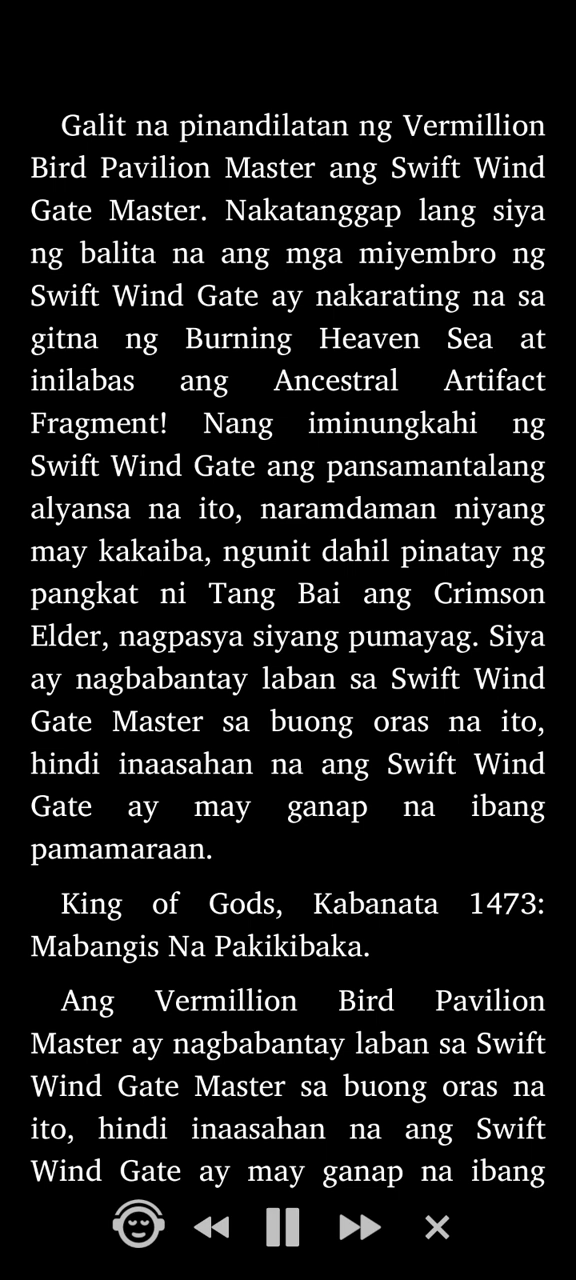 Galit na pinandilatan ng Vermillion
Bird Pavilion Master ang Swift Wind
Gate Master. Nakatanggap lang siya
ng balita na ang mga miyembro ng
Swift Wind Gate ay nakarating na sa
gitna ng Burning Heaven Sea at
inilabas ang Ancestral Artifact
Fragment! Nang iminungkahi ng
Swift Wind Gate ang pansamantalang
alyansa na ito, naramdaman niyang
may kakaiba, ngunit dahil pinatay ng
pangkat ni Tang Bai ang Crimson
Elder, nagpasya siyang pumayag. Siya
ay nagbabantay laban sa Swift Wind
Gate Master sa buong oras na ito,
hindi inaasahan na ang Swift Wind
Gate ay may ganap na ibang
pamamaraan.
King of Gods, Kabanata 1473:
Mabangis Na Pakikibaka.
Ang Vermillion Bird Pavilion
Master ay nagbabantay laban sa Swift
Wind Gate Master sa buong oras na
ito, hindi inaasahan na ang Swift
Wind Gate ay may ganap na ibang